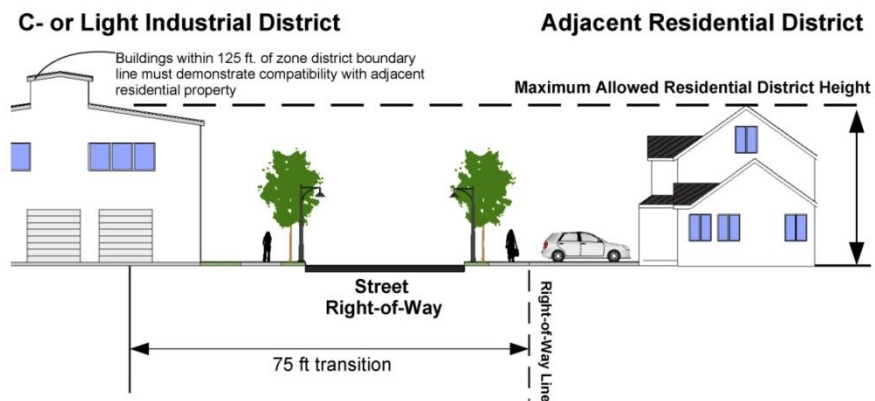 C- or Light Industrial District
Adjacent Residential District
Buildings within 125 ft. of zone district boundary
line must demonstrate compatibility with adjacent
residential property
Maximum Allowed Residential District Height
Street
Right-of-Way
Right-of-Way Line
75 ft transition